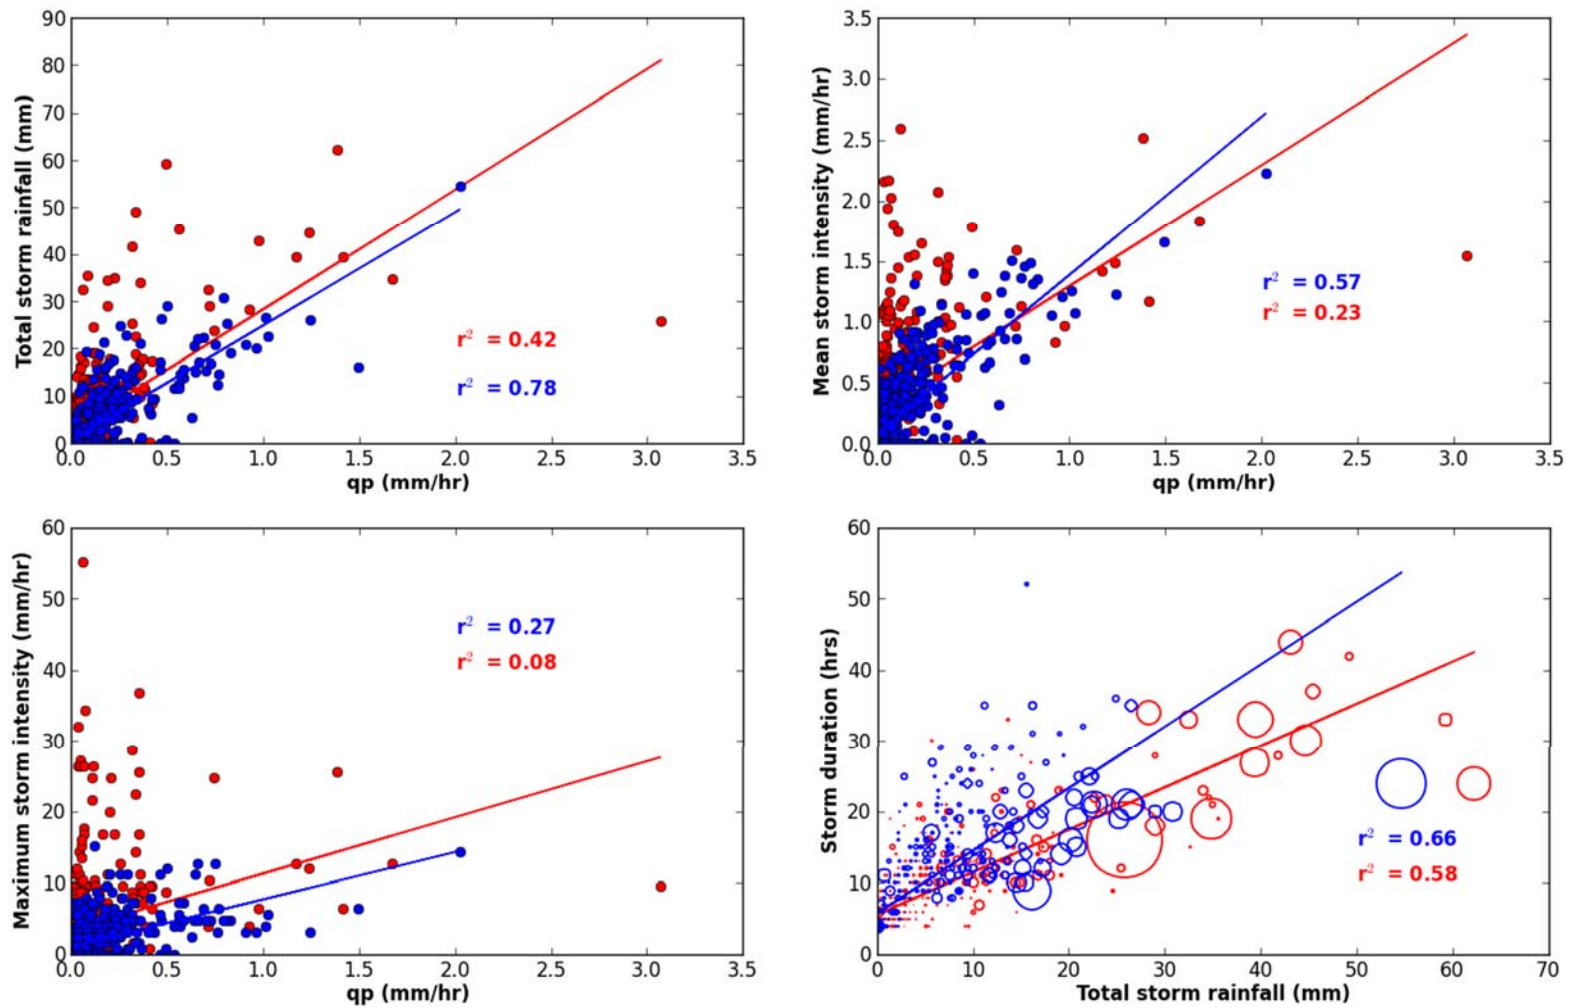 90
80
70
60
50
40
30
20
10
0
Total storm rainfall (mm)
r² = 0.42
r² = 0.78
0.0 0.5 1.0 1.5 2.0 2.5 3.0 3.5
qp (mm/hr)
3.5
3.0
2.5
2.0
1.5
1.0
0.5
0.0
Mean storm intensity (mm/hr)
r² = 0.57
r² = 0.23
0.0 0.5 1.0 1.5 2.0 2.5 3.0 3.5
qp (mm/hr)
60
50
40
30
20
10
0
Maximum storm intensity (mm/hr)
r² = 0.27
r² = 0.08
0.0 0.5 1.0 1.5 2.0 2.5 3.0 3.5
qp (mm/hr)
60
50
40
30
20
10
0
Storm duration (hrs)
r² = 0.66
r² = 0.58
0 10 20 30 40 50 60 70
Total storm rainfall (mm)